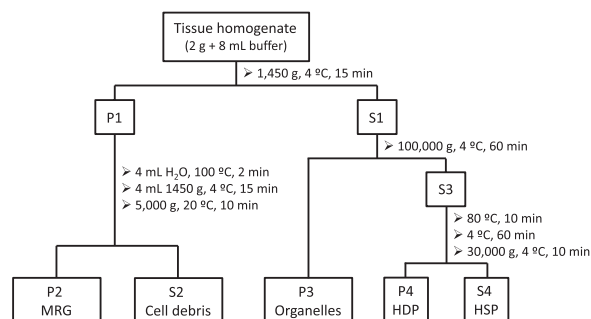 Tissue homogenate
(2 g + 8 mL buffer)
➢ 1,450 g, 4 ºC, 15 min
P1
S1
➢ 100,000 g, 4 ºC, 60 min
➢ 4 mL H₂O, 100 ºC, 2 min
➢ 4 mL 1450 g, 4 ºC, 15 min
➢ 5,000 g, 20 ºC, 10 min
S3
➢ 80 ºC, 10 min
➢ 4 ºC, 60 min
➢ 30,000 g, 4 ºC, 10 min
P2
MRG
S2
Cell debris
P3
Organelles
P4
HDP
S4
HSP